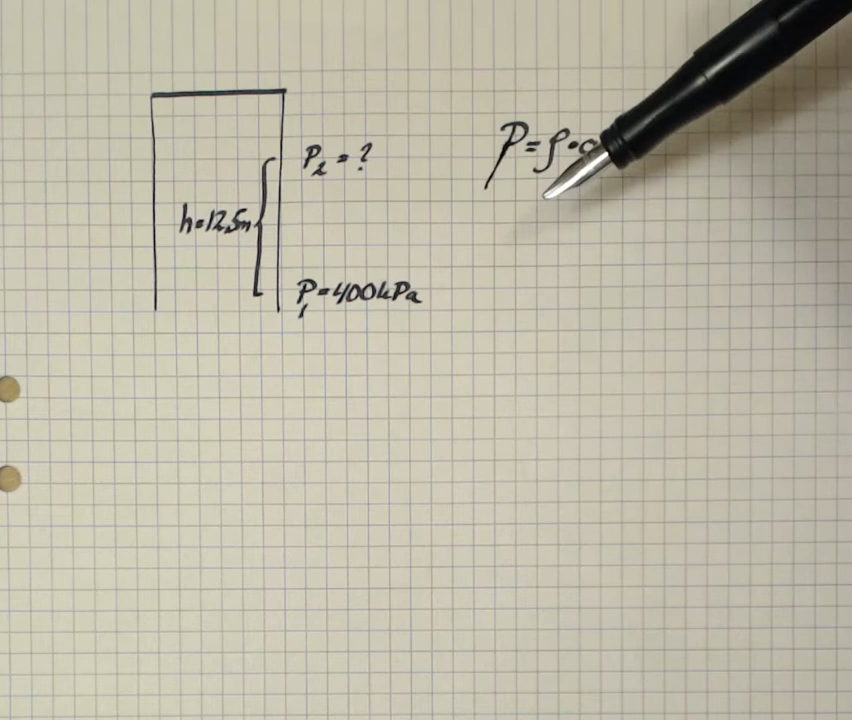 P₂ = ?
P = ρ·
h = 12,5m
P₁ = 400kPa